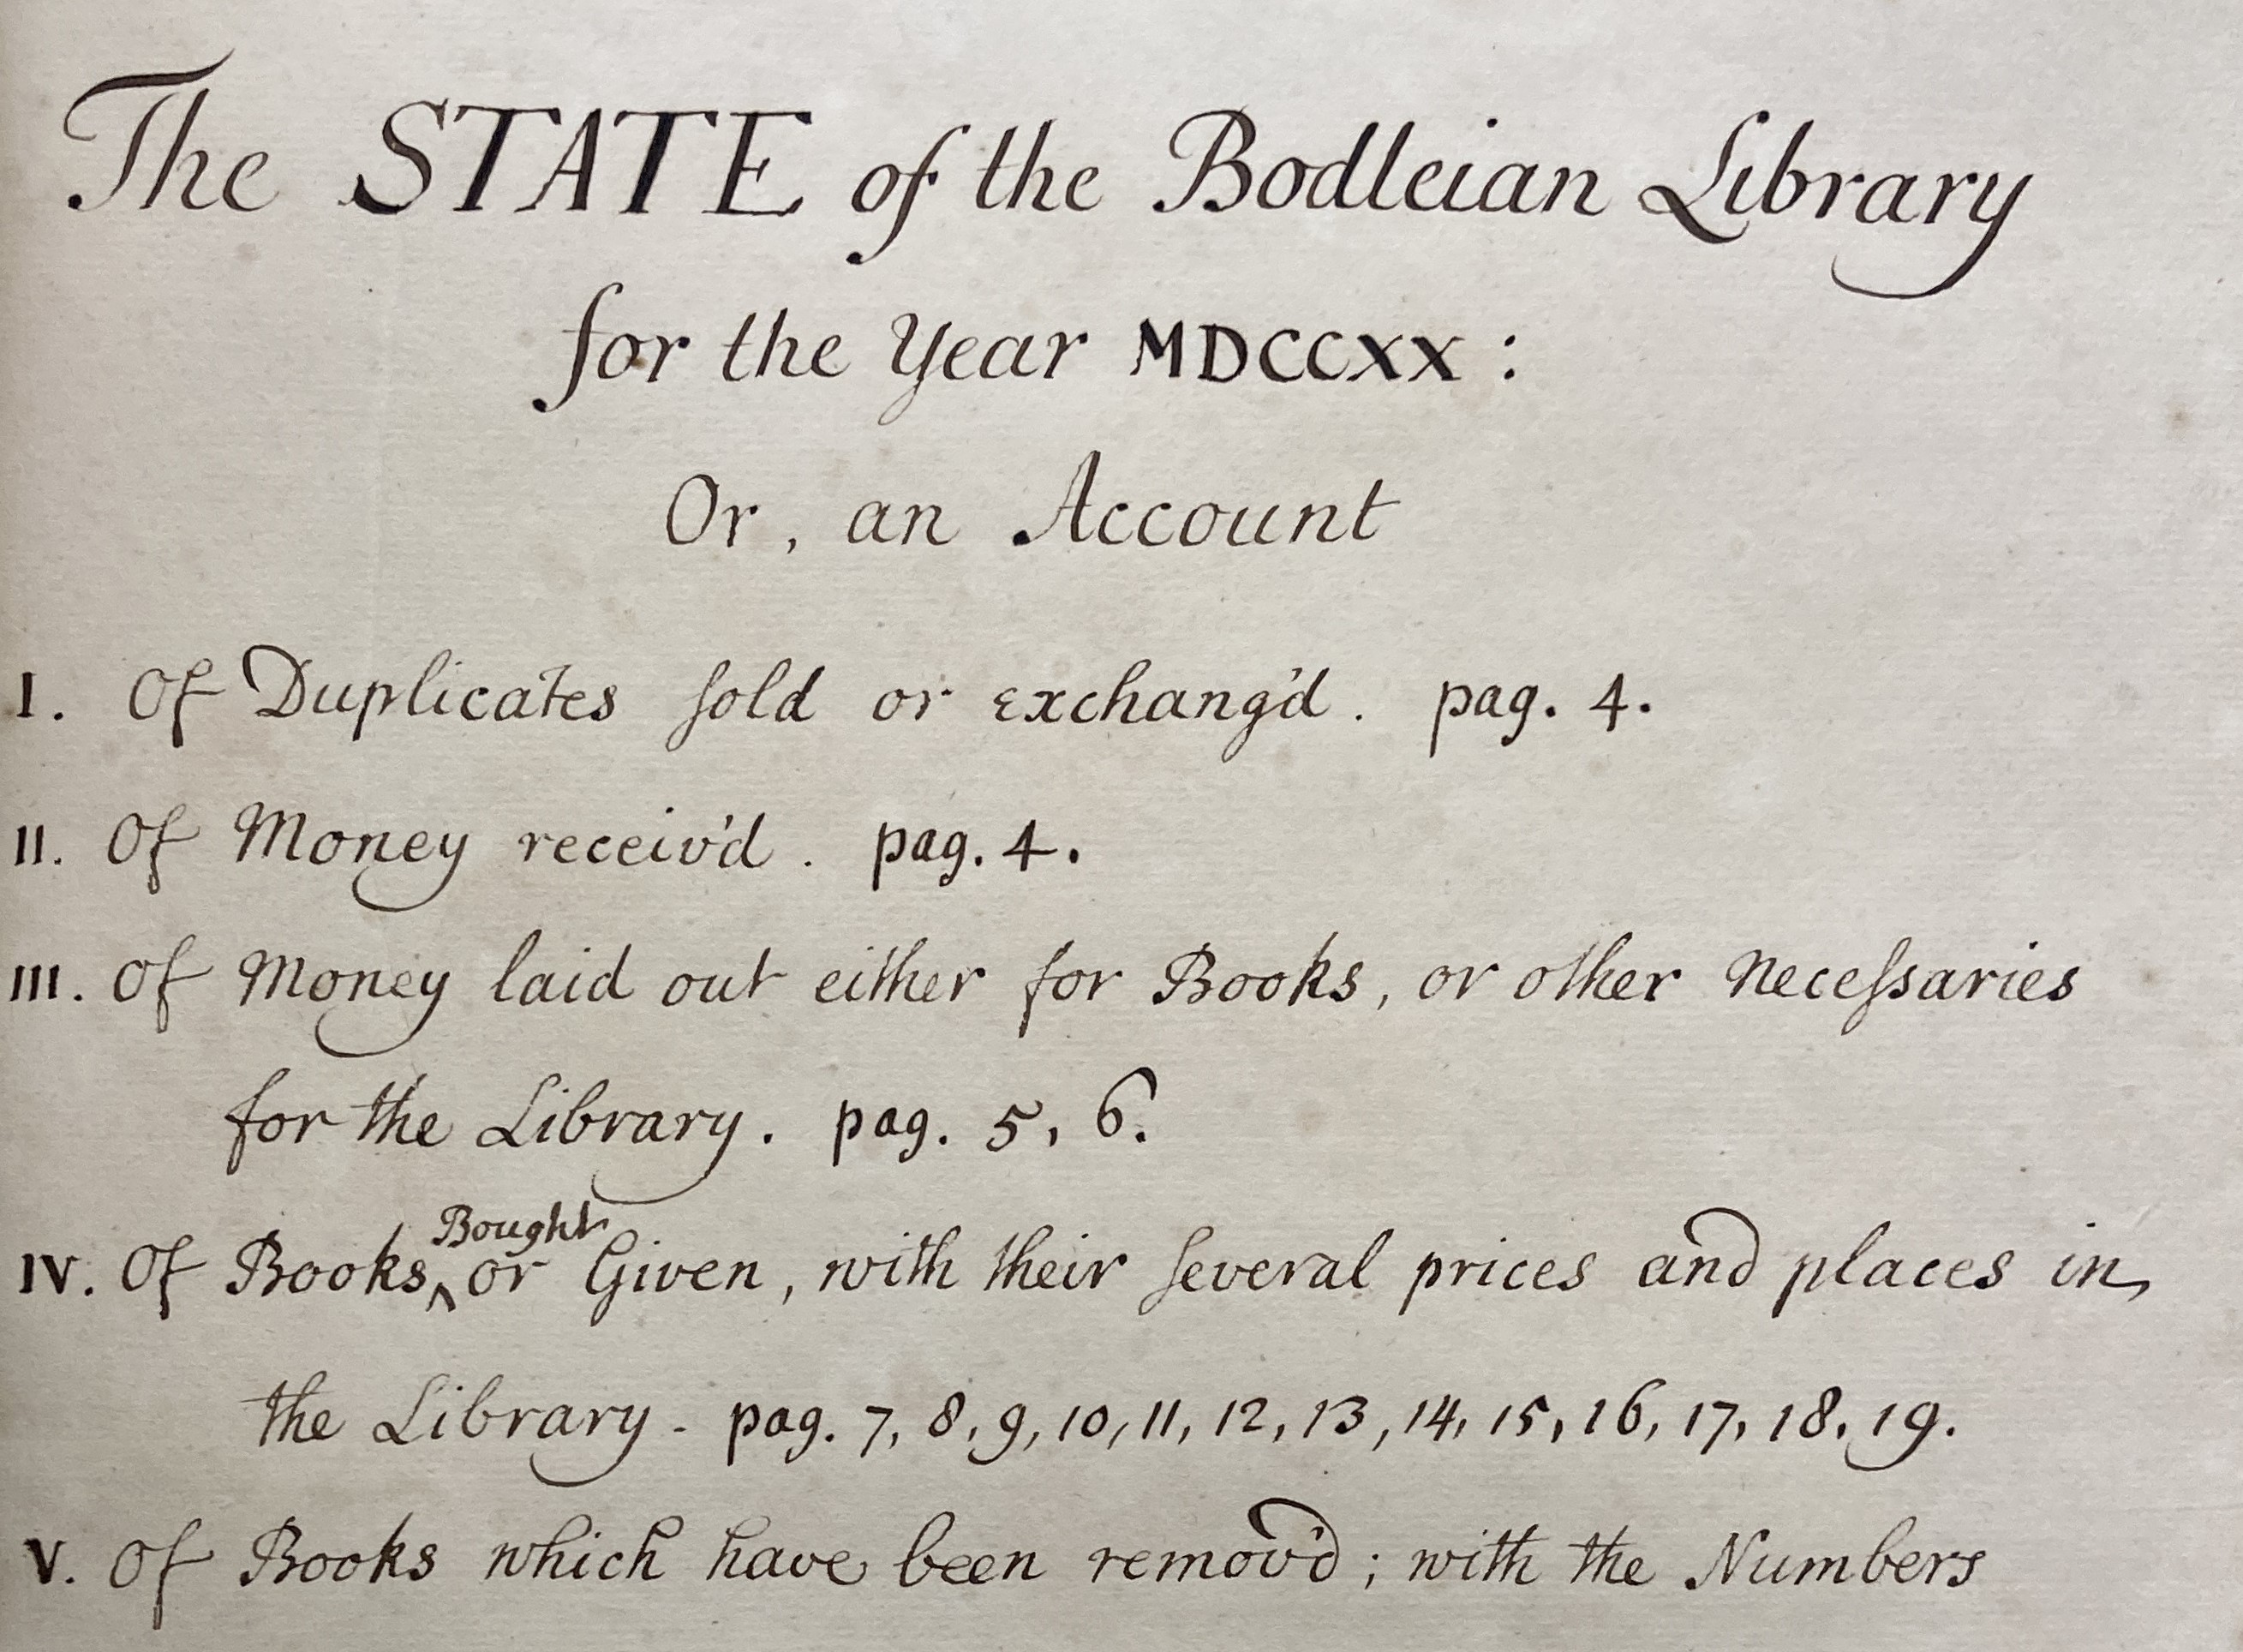 The STATE of the Bodleian Library
for the Year MDCCXX :
Or, an Account
I. Of Duplicates ſold or exchang'd. pag. 4.
II. Of Money receiv'd. pag. 4.
III. Of Money laid out either for Books, or other Neceſsaries
for the Library. pag. 5, 6.
Bought
IV. Of Books, ‸ or Given, with their ſeveral prices and places in
the Library. pag. 7, 8, 9, 10, 11, 12, 13, 14, 15, 16, 17, 18, 19.
V. Of Books which have been remov'd; with the Numbers